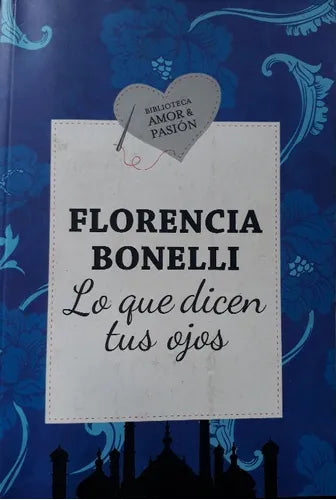 BIBLIOTECA
AMOR &
PASIÓN
FLORENCIA
BONELLI
Lo que dicen
tus ojos